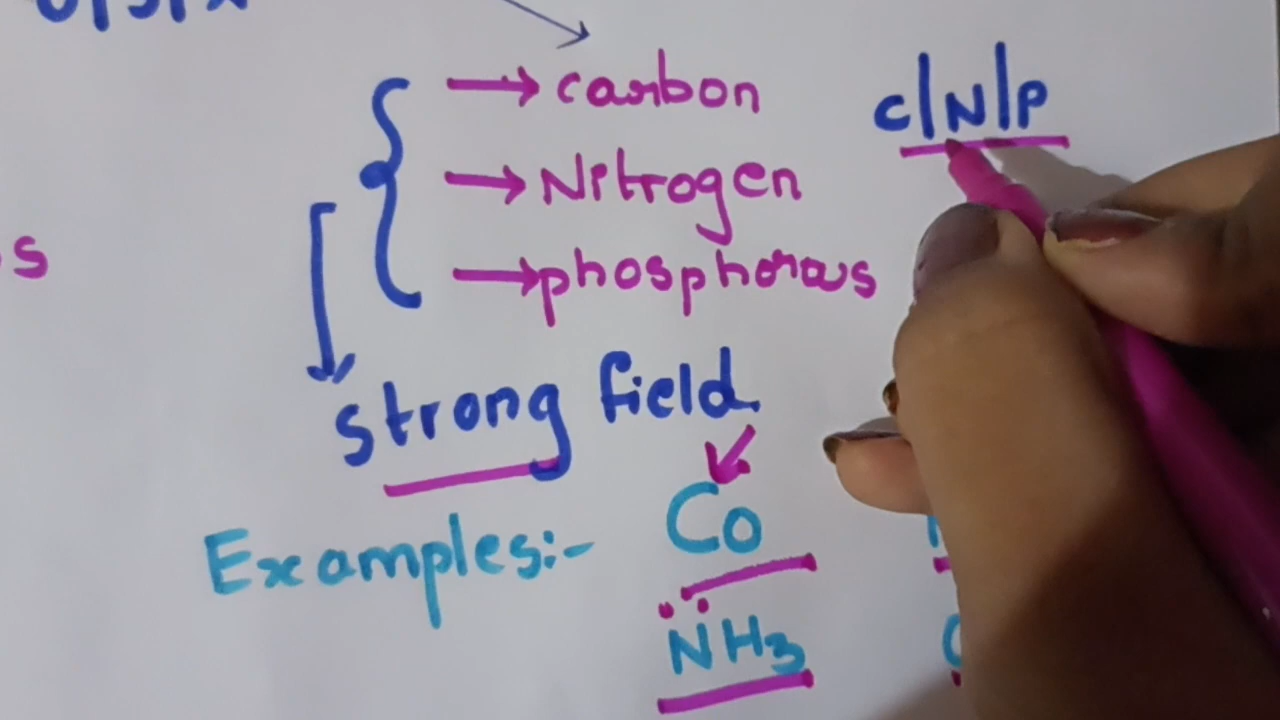 → carbon
C|N|P
→ Nitrogen
→ phosphorous
s
strong field
Examples:- Co
NH3